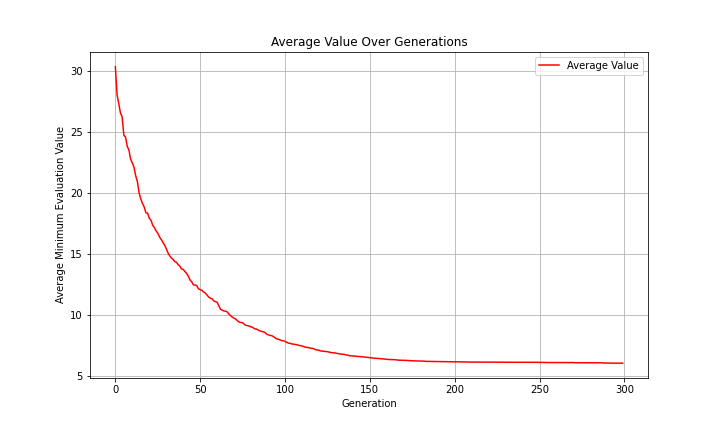 Average Value Over Generations
Average Value
Average Minimum Evaluation Value
30
25
20
15
10
5
0 50 100 150 200 250 300
Generation